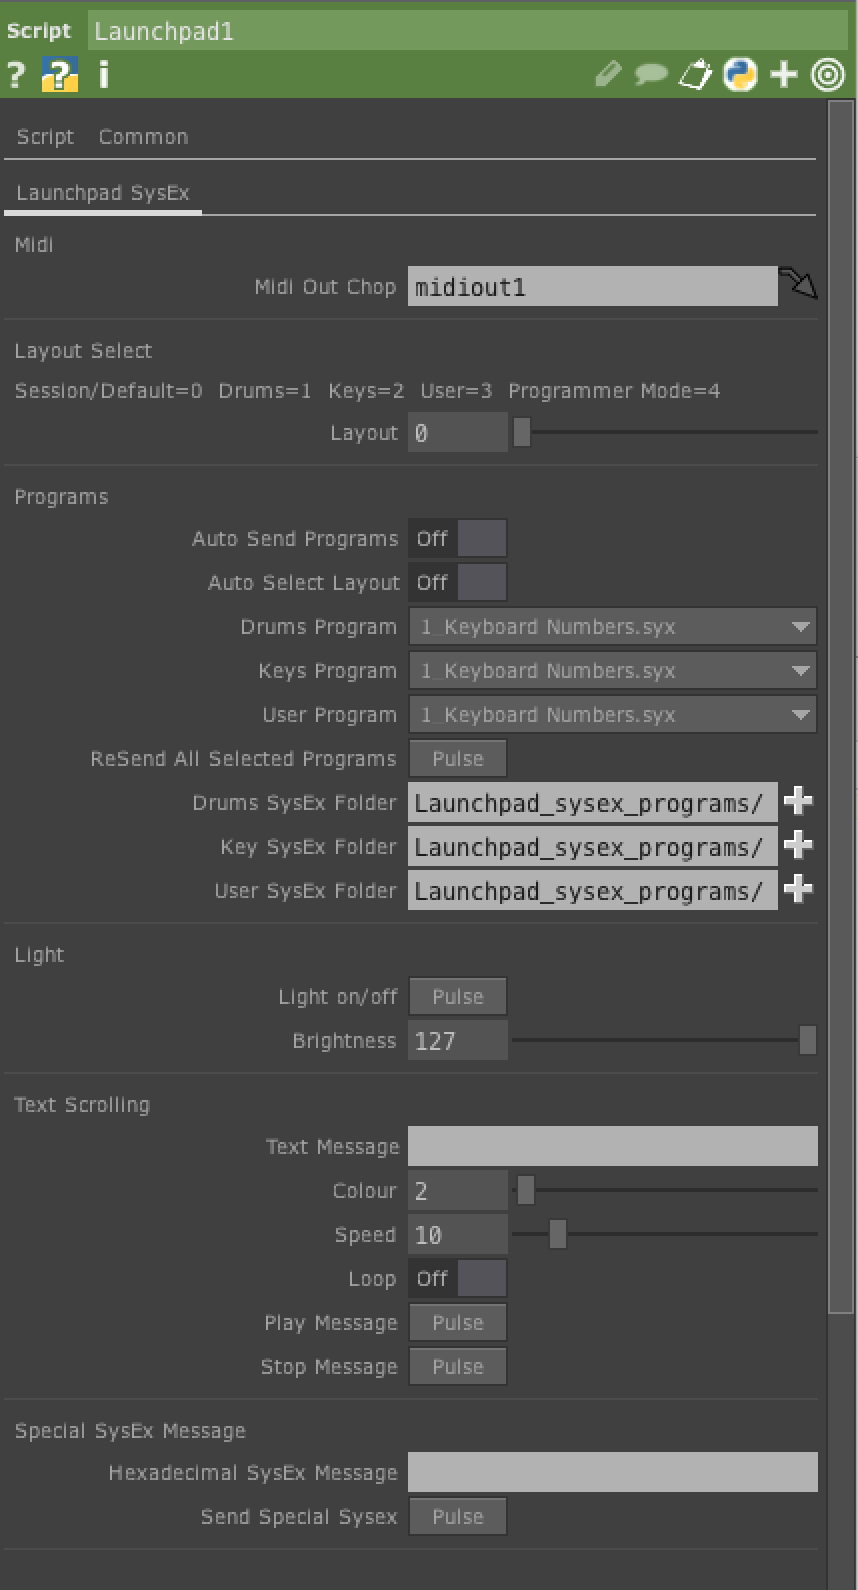 Script Launchpad1
? ? i
Script Common
Launchpad SysEx
Midi
Midi Out Chop midiout1
Layout Select
Session/Default=0 Drums=1 Keys=2 User=3 Programmer Mode=4
Layout 0
Programs
Auto Send Programs Off
Auto Select Layout Off
Drums Program 1_Keyboard Numbers.syx
Keys Program 1_Keyboard Numbers.syx
User Program 1_Keyboard Numbers.syx
ReSend All Selected Programs Pulse
Drums SysEx Folder Launchpad_sysex_programs/
Key SysEx Folder Launchpad_sysex_programs/
User SysEx Folder Launchpad_sysex_programs/
Light
Light on/off Pulse
Brightness 127
Text Scrolling
Text Message
Colour 2
Speed 10
Loop Off
Play Message Pulse
Stop Message Pulse
Special SysEx Message
Hexadecimal SysEx Message
Send Special Sysex Pulse